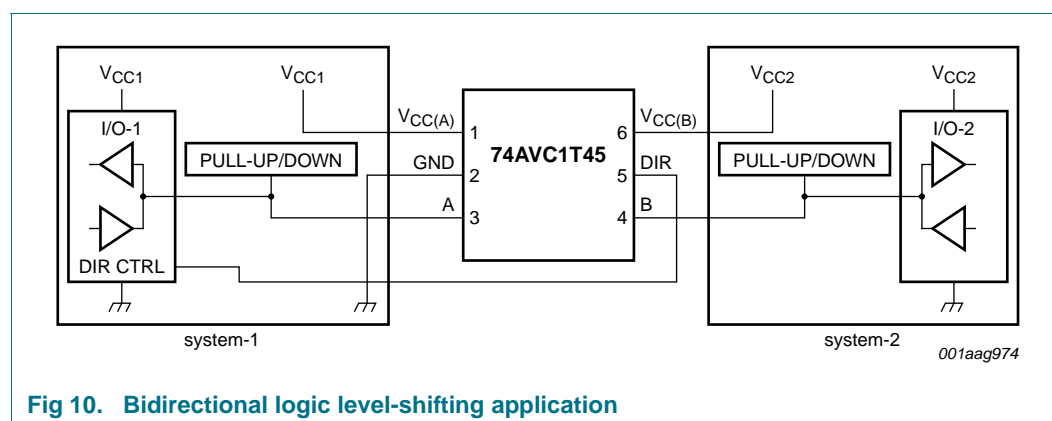 VCC1
VCC1
I/O-1
PULL-UP/DOWN
DIR CTRL
system-1
VCC(A)
GND
A
1
2
3
74AVC1T45
6
5
4
VCC(B)
DIR
B
VCC2
VCC2
PULL-UP/DOWN
I/O-2
system-2
001aag974
Fig 10. Bidirectional logic level-shifting application